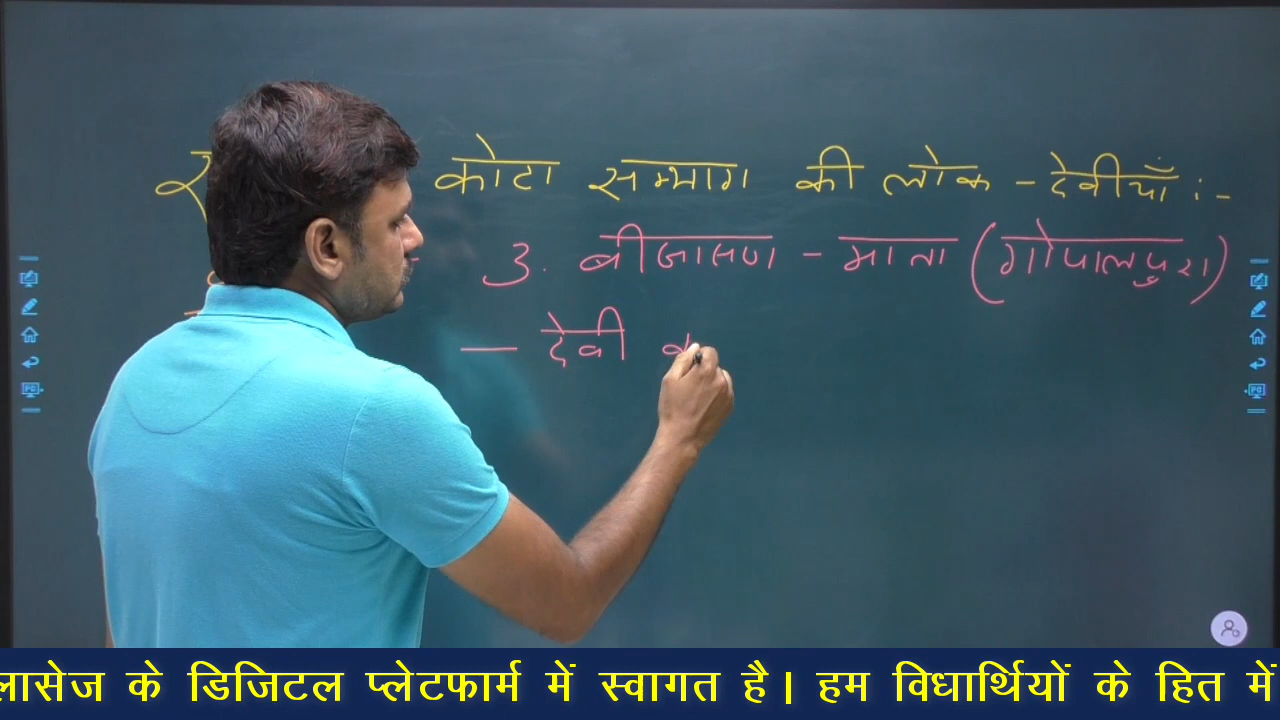 कोटा सम्भाग की लोक - देवीयाँ :-
3. बीजासण - माता (गोपालपुरा)
— देवी
लासेज के डिजिटल प्लेटफार्म में स्वागत है। हम विधार्थियों के हित में